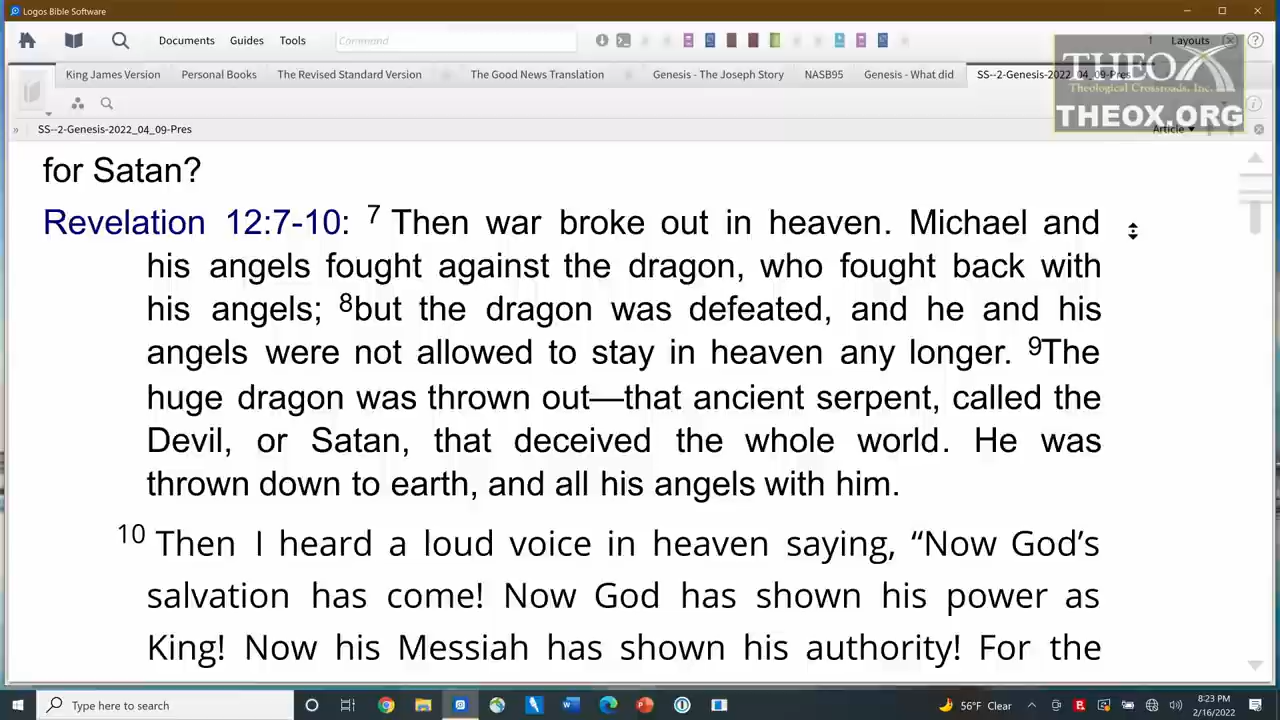 Logos Bible Software
Documents Guides Tools Command 1 Layouts
King James Version Personal Books The Revised Standard Version The Good News Translation Genesis - The Joseph Story NASB95 Genesis - What did SS--2-Genesis-2022_04_09-Pres
THEOX
Theological Crossroads, Inc.
THEOX.ORG
» SS--2-Genesis-2022_04_09-Pres Article
for Satan?
Revelation 12:7-10: 7 Then war broke out in heaven. Michael and
his angels fought against the dragon, who fought back with
his angels; 8but the dragon was defeated, and he and his
angels were not allowed to stay in heaven any longer. 9The
huge dragon was thrown out—that ancient serpent, called the
Devil, or Satan, that deceived the whole world. He was
thrown down to earth, and all his angels with him.
10 Then I heard a loud voice in heaven saying, “Now God’s
salvation has come! Now God has shown his power as
King! Now his Messiah has shown his authority! For the
Type here to search 56°F Clear 8:23 PM
2/16/2022